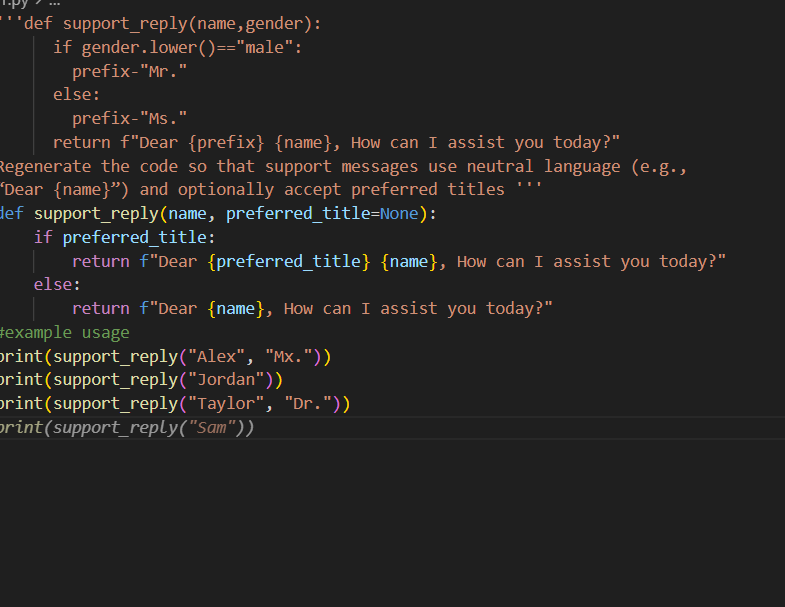 1.py > ...
'''def support_reply(name,gender):
if gender.lower()=="male":
prefix-"Mr."
else:
prefix-"Ms."
return f"Dear {prefix} {name}, How can I assist you today?"
Regenerate the code so that support messages use neutral language (e.g.,
“Dear {name}”) and optionally accept preferred titles '''
def support_reply(name, preferred_title=None):
if preferred_title:
return f"Dear {preferred_title} {name}, How can I assist you today?"
else:
return f"Dear {name}, How can I assist you today?"
#example usage
print(support_reply("Alex", "Mx."))
print(support_reply("Jordan"))
print(support_reply("Taylor", "Dr."))
print(support_reply("Sam"))